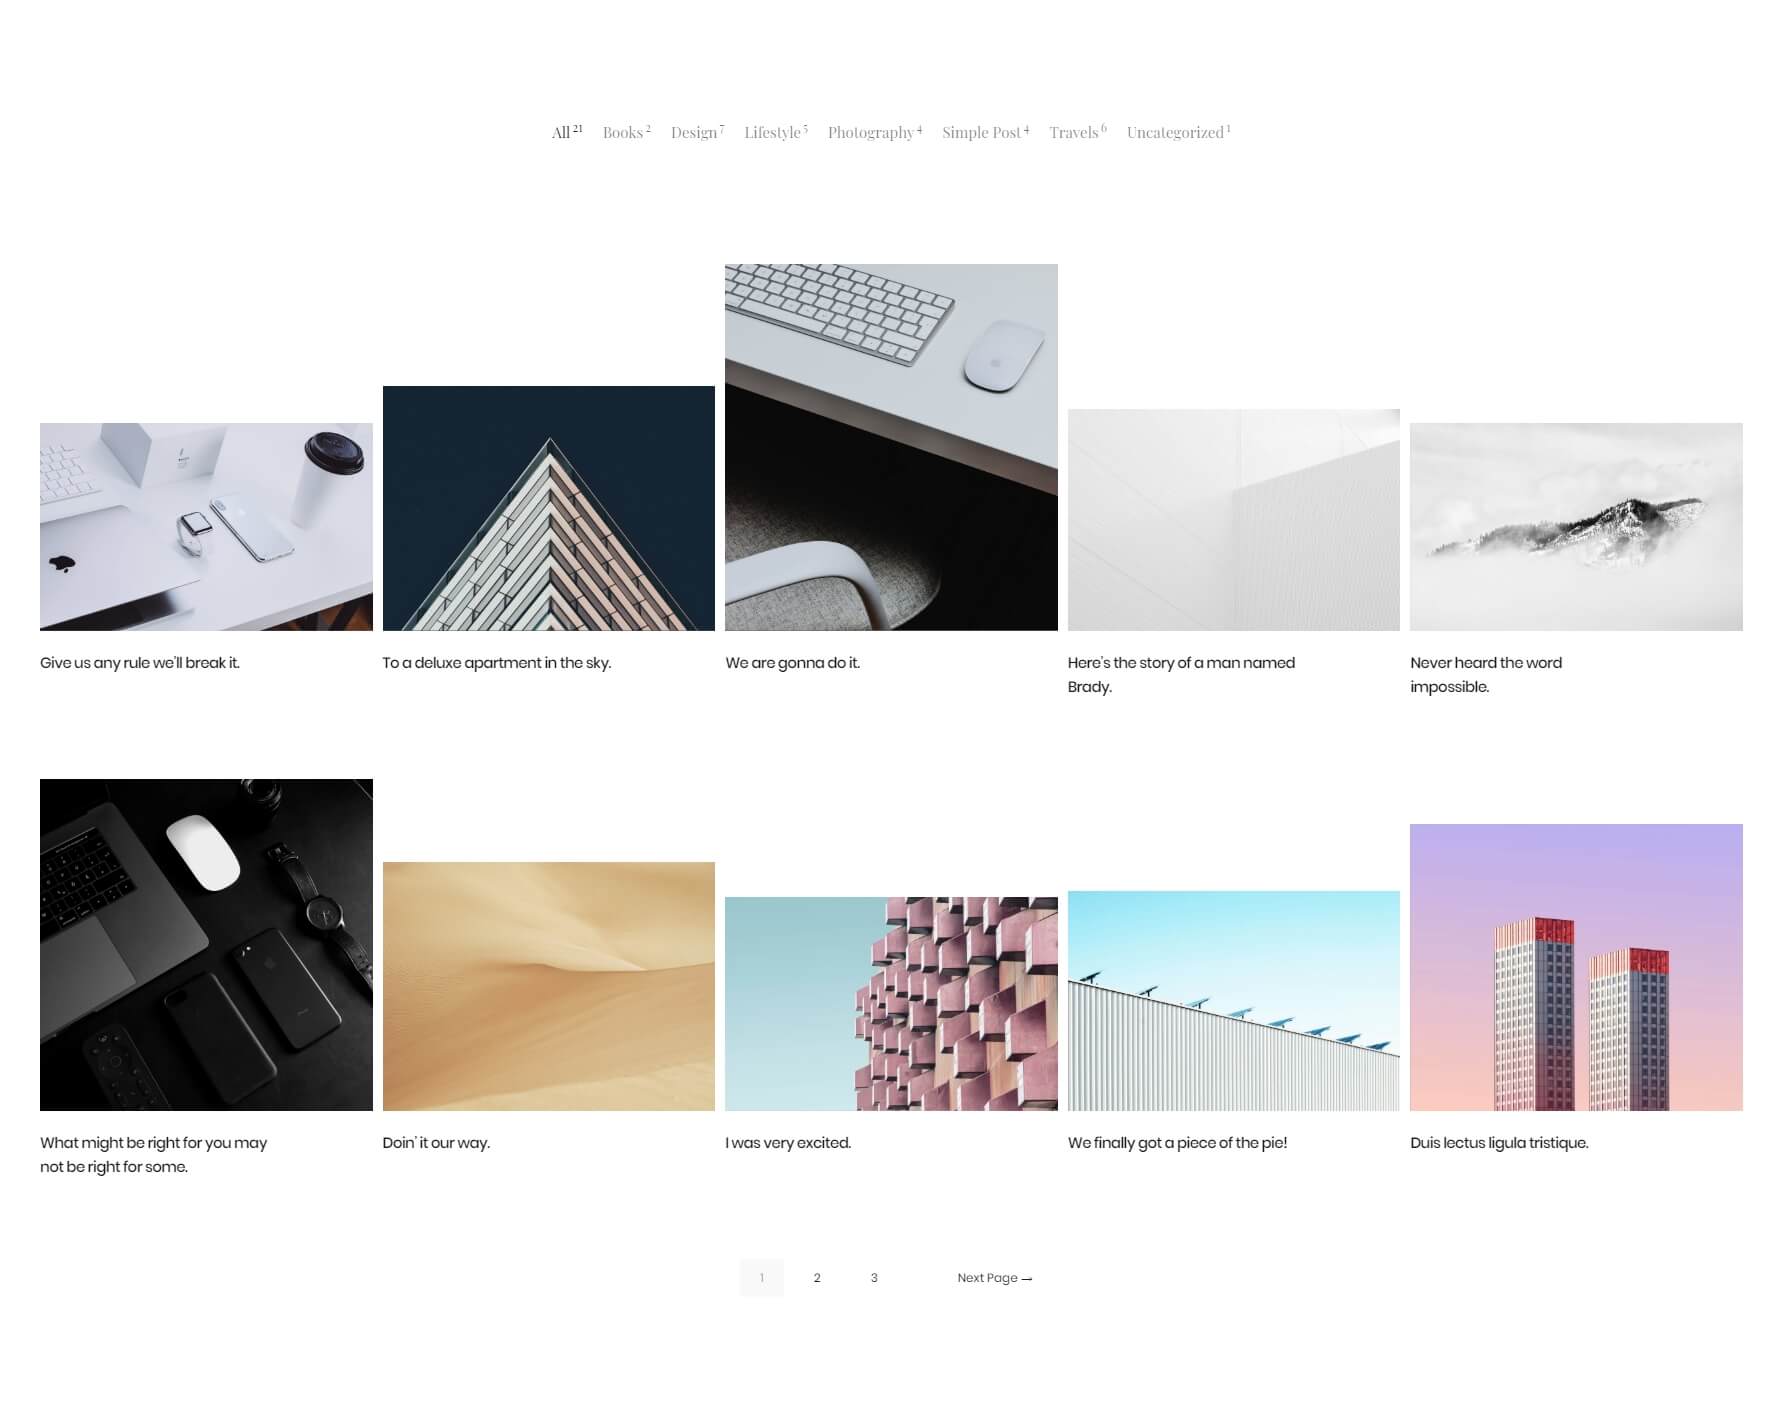 All 21 Books 2 Design 7 Lifestyle 5 Photography 4 Simple Post 4 Travels 6 Uncategorized 1
Give us any rule we'll break it.
To a deluxe apartment in the sky.
We are gonna do it.
Here's the story of a man named
Brady.
Never heard the word
impossible.
What might be right for you may
not be right for some.
Doin' it our way.
I was very excited.
We finally got a piece of the pie!
Duis lectus ligula tristique.
1 2 3 Next Page →